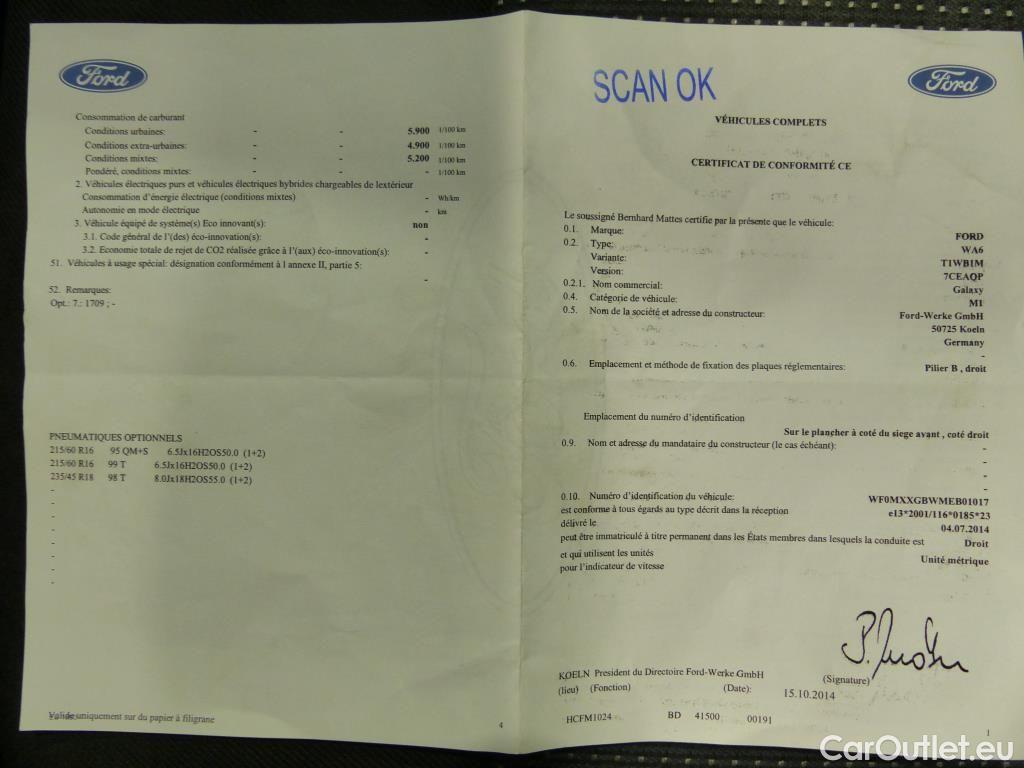 Ford
Consommation de carburant
Conditions urbaines: - - 5.900 l/100 km
Conditions extra-urbaines: - - 4.900 l/100 km
Conditions mixtes: - - 5.200 l/100 km
Pondéré, conditions mixtes: - - - l/100 km
2. Véhicules électriques purs et véhicules électriques hybrides chargeables de lextérieur
Consommation d'énergie électrique (conditions mixtes) - Wh/km
Autonomie en mode électrique - km
3. Véhicule équipé de système(s) Eco innovant(s): non
3.1. Code général de l'(des) éco-innovation(s): -
3.2. Economie totale de rejet de CO2 réalisée grâce à l'(aux) éco-innovation(s): -
51. Véhicules à usage spécial: désignation conformément à l annexe II, partie 5:
-
52. Remarques:
Opt.: 7.: 1709 ; -
PNEUMATIQUES OPTIONNELS
215/60 R16 95 QM+S 6.5Jx16H2OS50.0 (1+2)
215/60 R16 99 T 6.5Jx16H2OS50.0 (1+2)
235/45 R18 98 T 8.0Jx18H2OS55.0 (1+2)
-
-
-
-
-
-
-
-
Valide uniquement sur du papier à filigrane
4
SCAN OK
Ford
VÉHICULES COMPLETS
CERTIFICAT DE CONFORMITÉ CE
Le soussigné Bernhard Mattes certifie par la présente que le véhicule:
0.1. Marque: FORD
0.2. Type: WA6
Variante: T1WBIM
Version: 7CEAQP
0.2.1. Nom commercial: Galaxy
0.4. Catégorie de véhicule: M1
0.5. Nom de la société et adresse du constructeur: Ford-Werke GmbH
50725 Koeln
Germany
-
0.6. Emplacement et méthode de fixation des plaques réglementaires: Pilier B , droit
Emplacement du numéro d'identification
Sur le plancher à coté du siege avant , coté droit
0.9. Nom et adresse du mandataire du constructeur (le cas échéant): -
-
-
-
0.10. Numéro d'identification du véhicule: WF0MXXGBWMEB01017
est conforme à tous égards au type décrit dans la réception e13*2001/116*0185*23
délivré le 04.07.2014
peut être immatriculé à titre permanent dans les États membres dans lesquels la conduite est Droit
et qui utilisent les unités Unité métrique
pour l'indicateur de vitesse
KOELN President du Directoire Ford-Werke GmbH (Signature)
(lieu) (Fonction) (Date): 15.10.2014
HCFM1024 BD 41500 00191
1
CarOutlet.eu